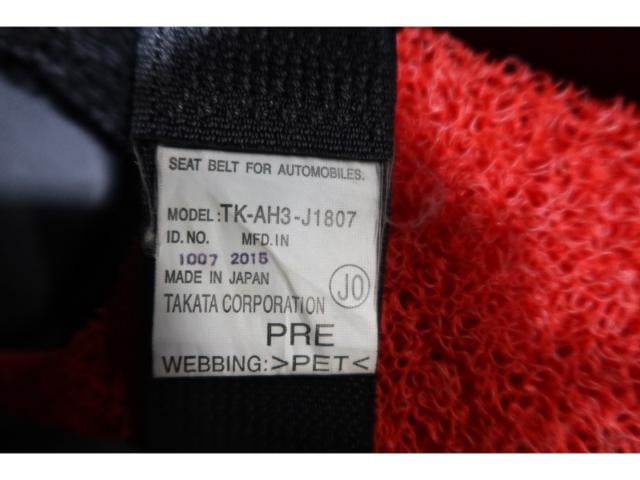 SEAT BELT FOR AUTOMOBILES.
MODEL:TK-AH3-J1807
ID.NO. MFD.IN
1007 2015
MADE IN JAPAN
JO
TAKATA CORPORATION
PRE
WEBBING:>PET<